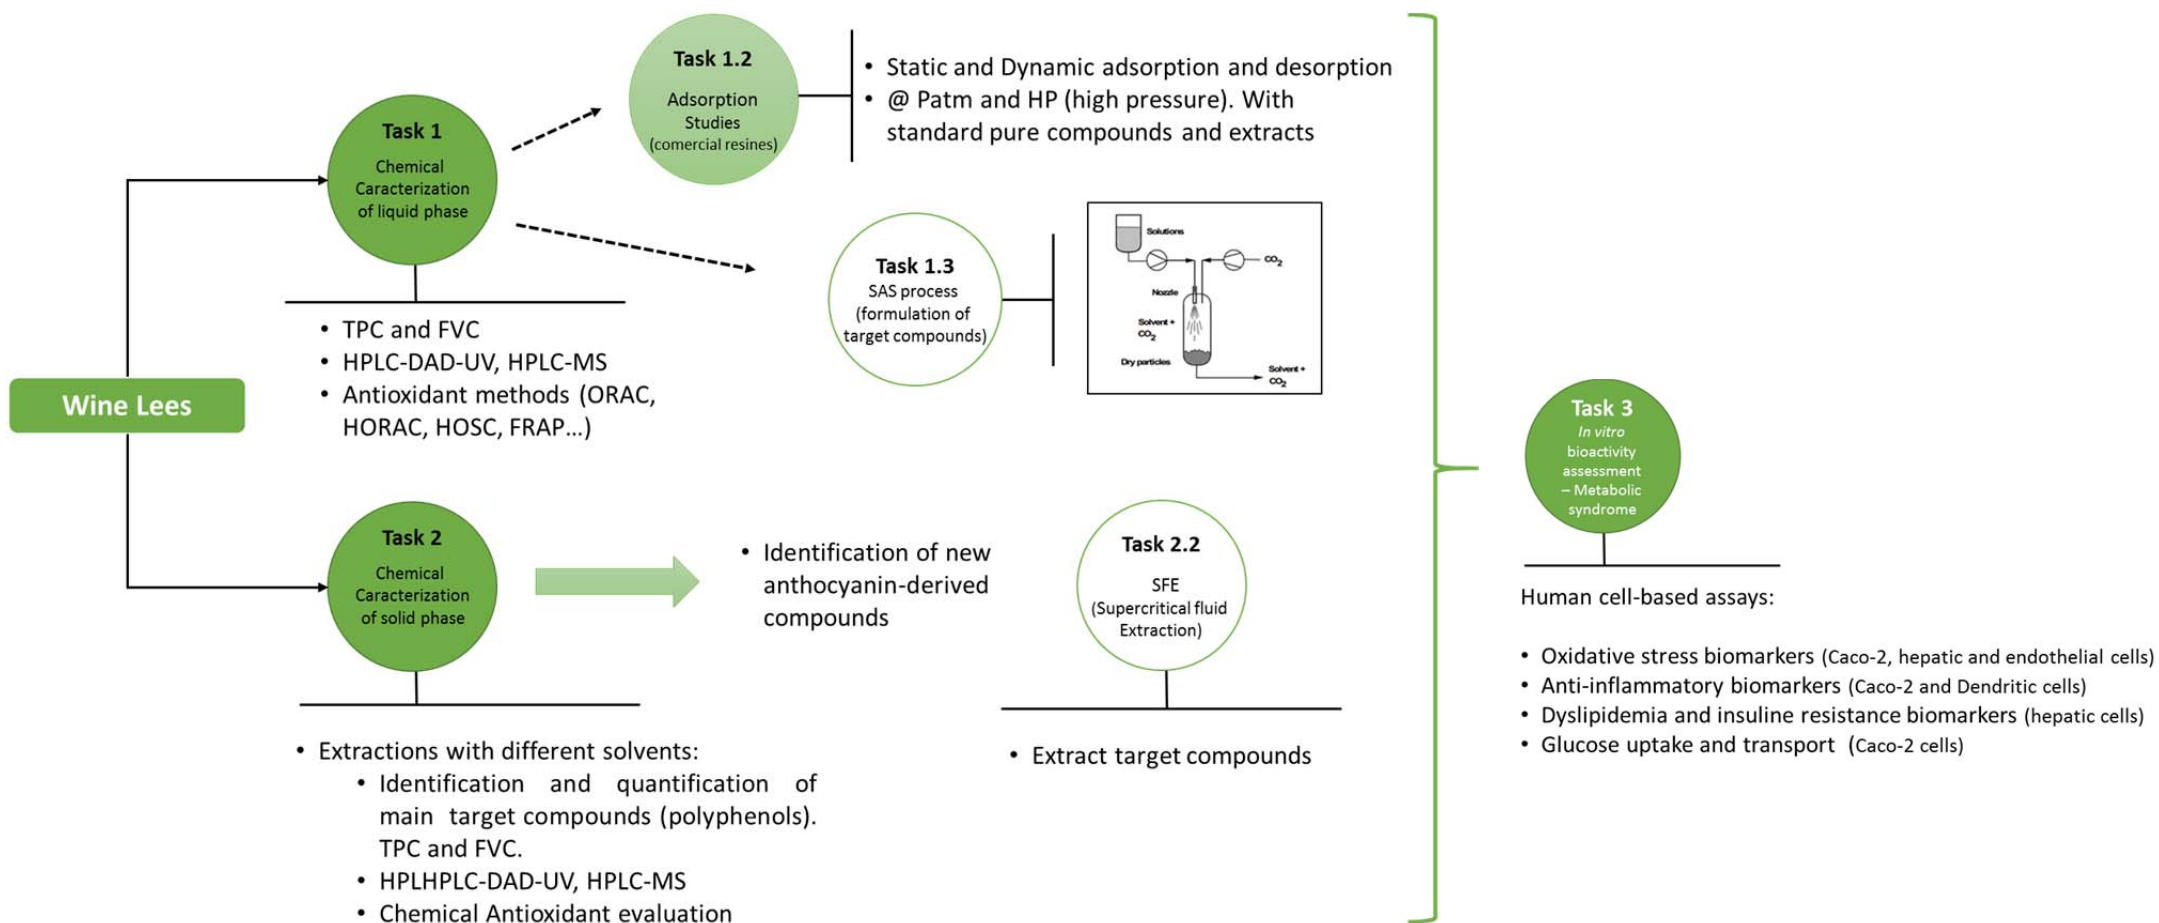 Wine Lees
Task 1
Chemical
Caracterization
of liquid phase
• TPC and FVC
• HPLC-DAD-UV, HPLC-MS
• Antioxidant methods (ORAC,
HORAC, HOSC, FRAP...)
Task 1.2
Adsorption
Studies
(comercial resines)
• Static and Dynamic adsorption and desorption
• @ Patm and HP (high pressure). With
standard pure compounds and extracts
Task 1.3
SAS process
(formulation of
target compounds)
Solutions
CO2
Nozzle
Solvent +
CO2
Dry particles
Solvent +
CO2
Task 2
Chemical
Caracterization
of solid phase
• Extractions with different solvents:
• Identification and quantification of
main target compounds (polyphenols).
TPC and FVC.
• HPLHPLC-DAD-UV, HPLC-MS
• Chemical Antioxidant evaluation
• Identification of new
anthocyanin-derived
compounds
Task 2.2
SFE
(Supercritical fluid
Extraction)
• Extract target compounds
Task 3
In vitro
bioactivity
assessment
– Metabolic
syndrome
Human cell-based assays:
• Oxidative stress biomarkers (Caco-2, hepatic and endothelial cells)
• Anti-inflammatory biomarkers (Caco-2 and Dendritic cells)
• Dyslipidemia and insuline resistance biomarkers (hepatic cells)
• Glucose uptake and transport (Caco-2 cells)